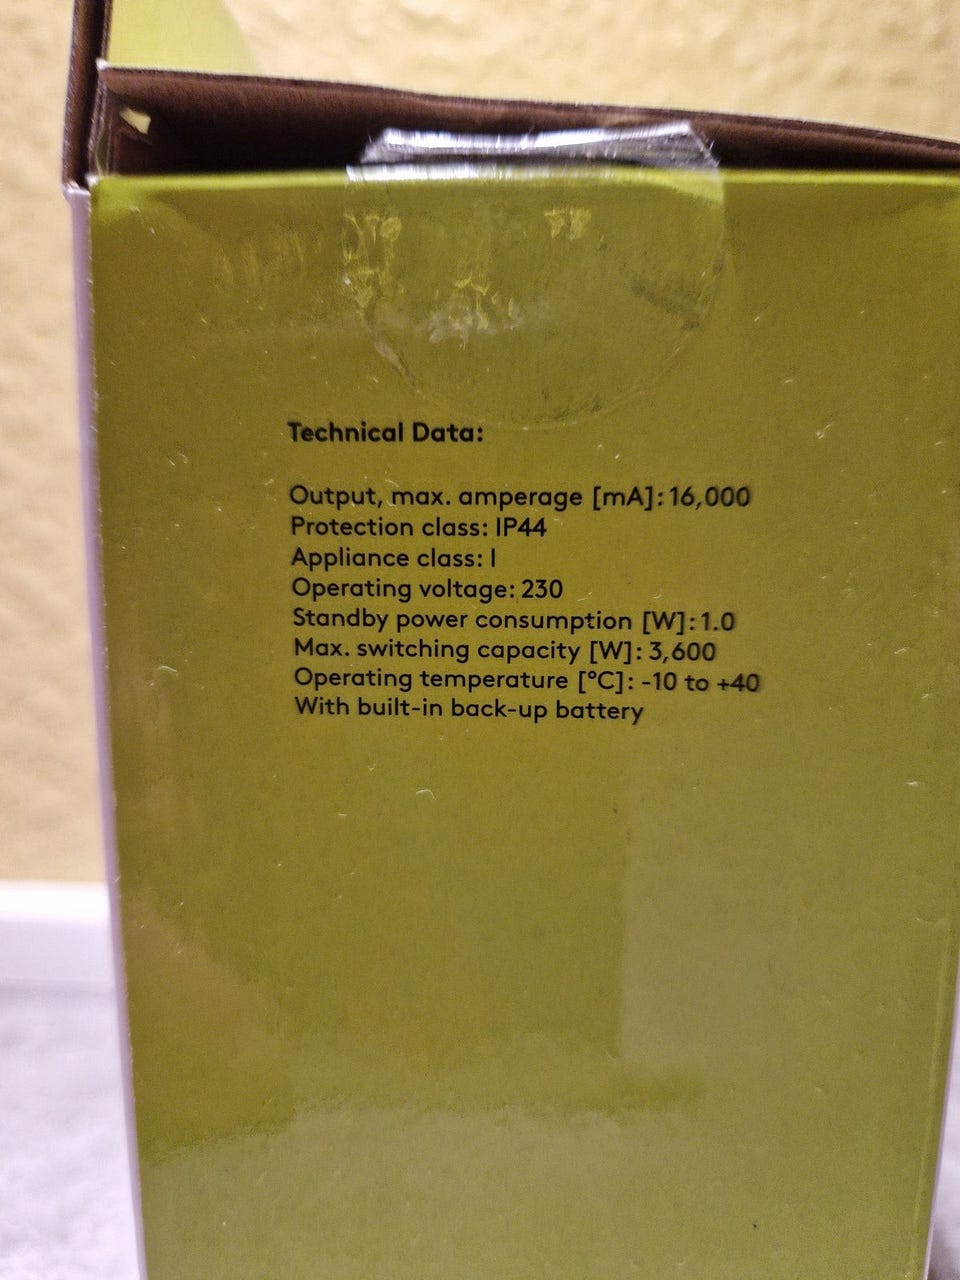 Technical Data:
Output, max. amperage [mA]: 16,000
Protection class: IP44
Appliance class: I
Operating voltage: 230
Standby power consumption [W]: 1.0
Max. switching capacity [W]: 3,600
Operating temperature [°C]: -10 to +40
With built-in back-up battery